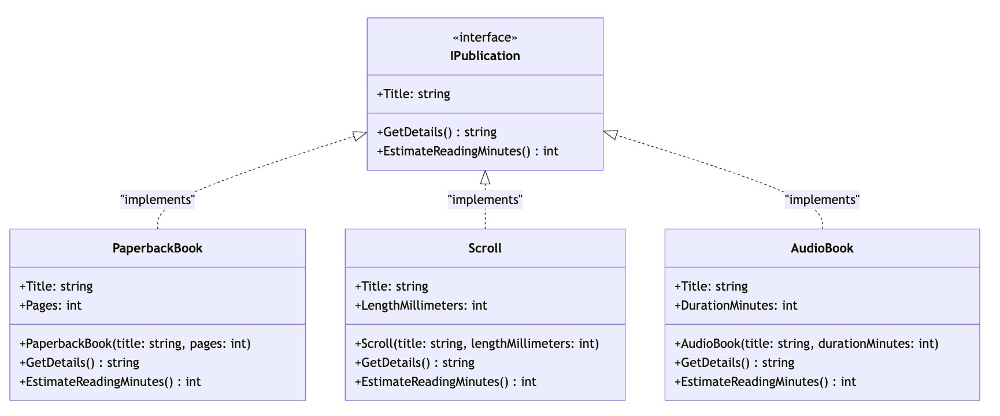 «interface»
IPublication
+Title: string
+GetDetails() : string
+EstimateReadingMinutes() : int
"implements"
"implements"
"implements"
PaperbackBook
+Title: string
+Pages: int
+PaperbackBook(title: string, pages: int)
+GetDetails() : string
+EstimateReadingMinutes() : int
Scroll
+Title: string
+LengthMillimeters: int
+Scroll(title: string, lengthMillimeters: int)
+GetDetails() : string
+EstimateReadingMinutes() : int
AudioBook
+Title: string
+DurationMinutes: int
+AudioBook(title: string, durationMinutes: int)
+GetDetails() : string
+EstimateReadingMinutes() : int